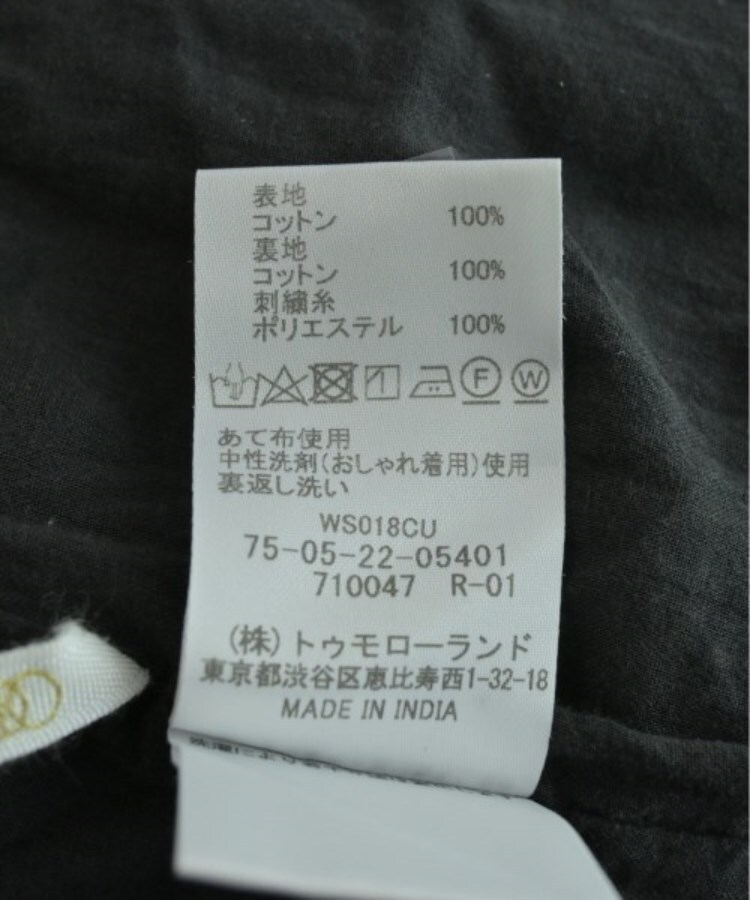 表地
コットン 100%
裏地
コットン 100%
刺繍糸
ポリエステル 100%
F W
あて布使用
中性洗剤(おしゃれ着用)使用
裏返し洗い
WS018CU
75-05-22-05401
710047 R-01
(株)トゥモローランド
東京都渋谷区恵比寿西1-32-18
MADE IN INDIA